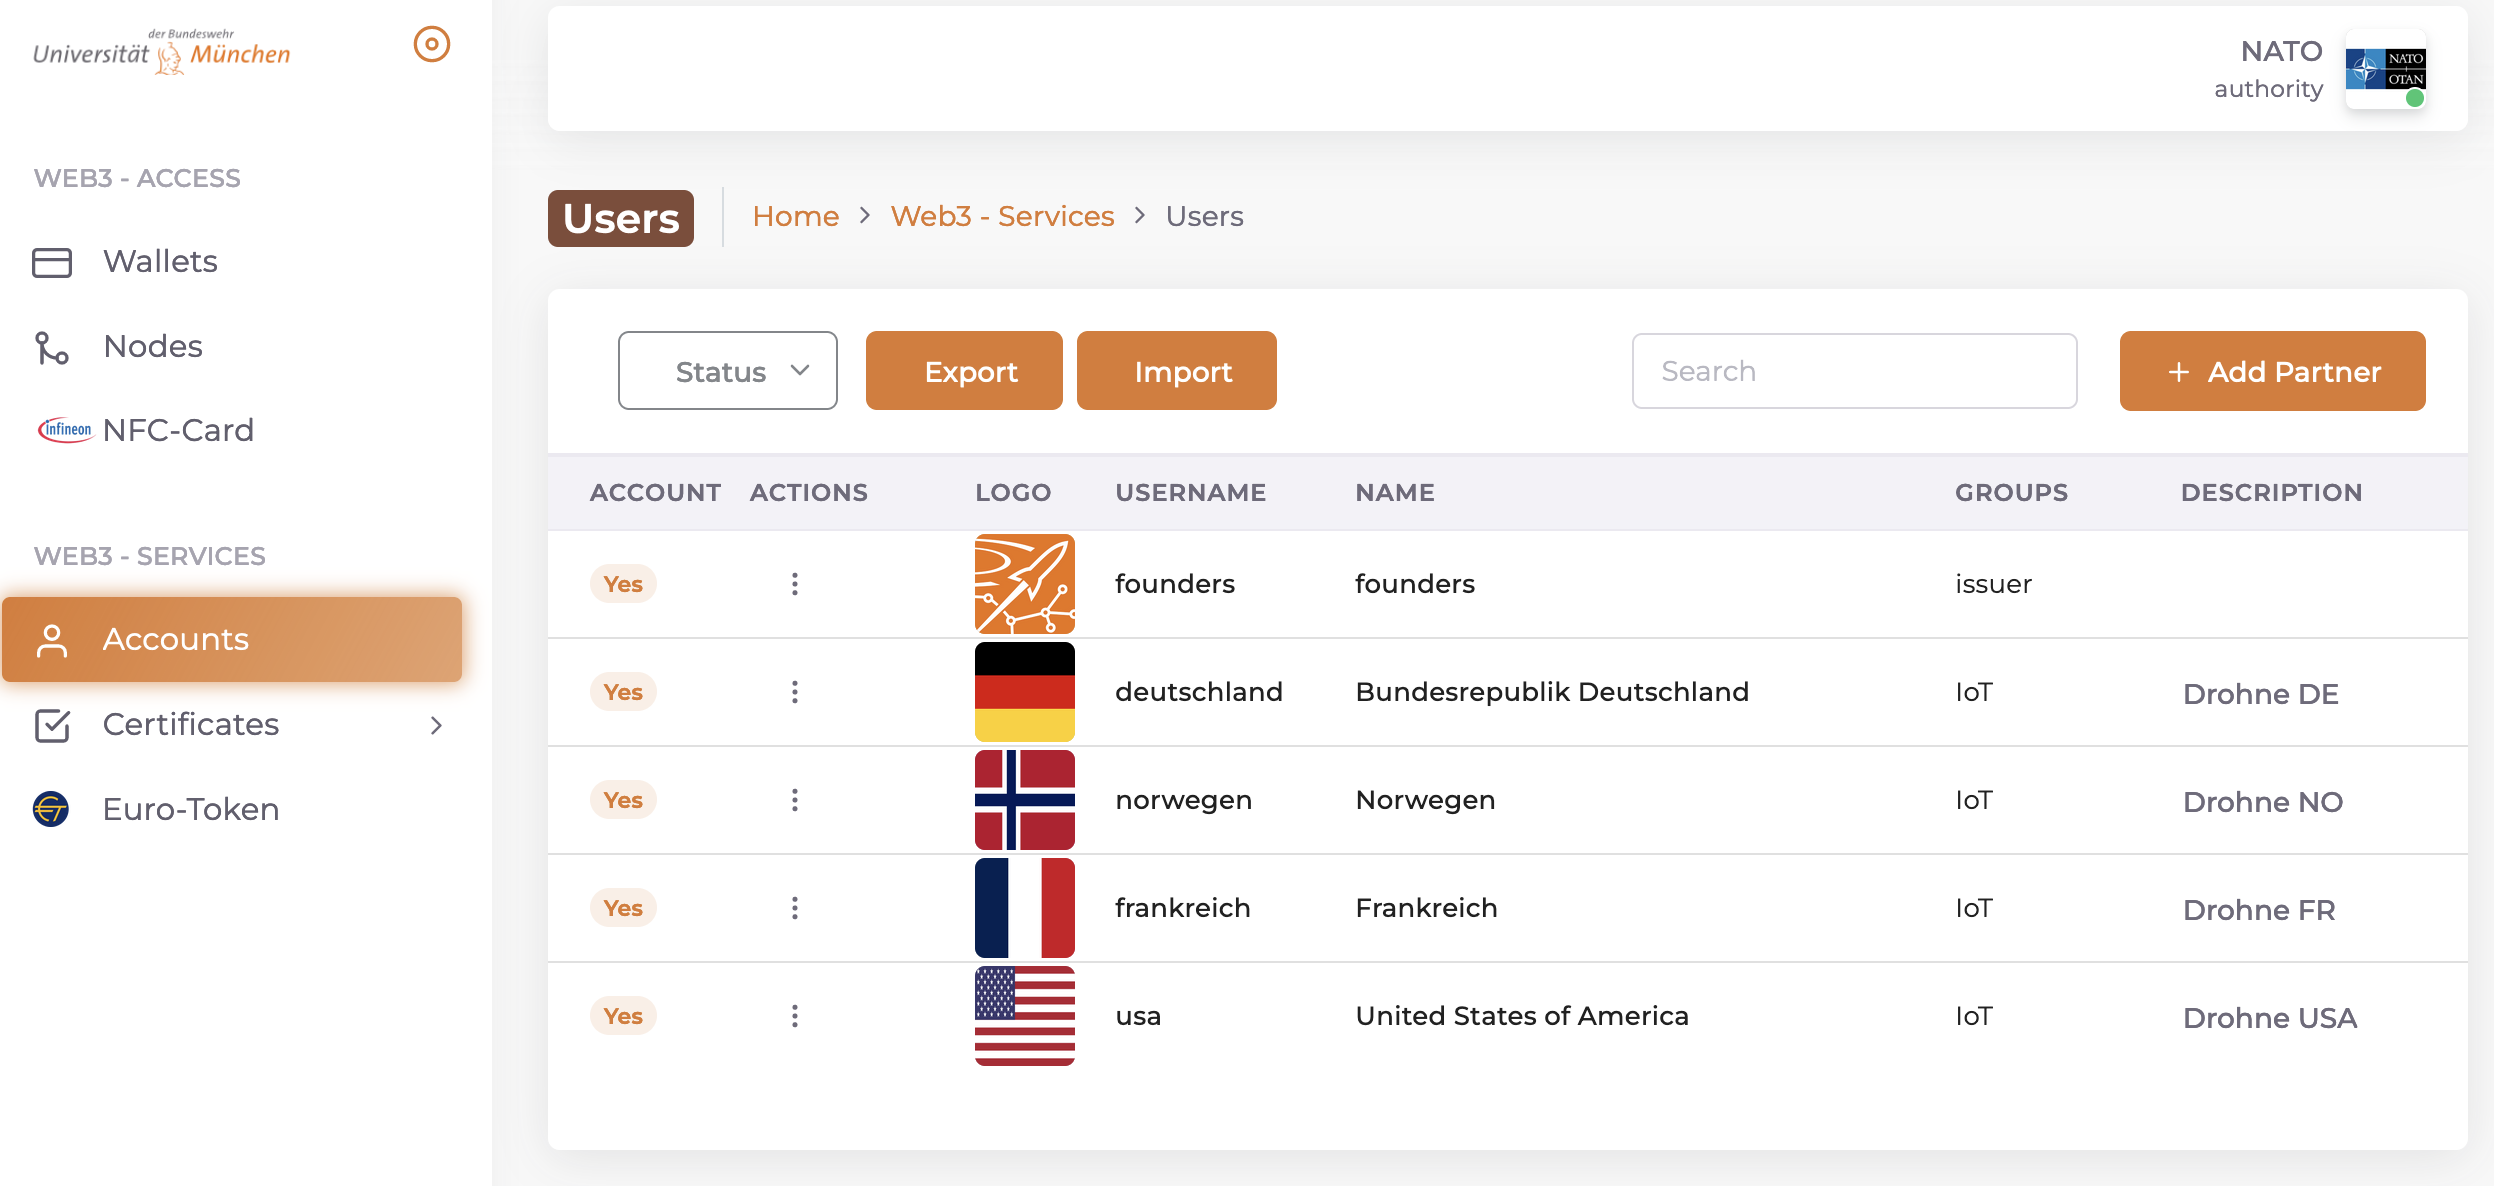 der Bundeswehr
Universität München
WEB3 - ACCESS
Wallets
Nodes
infineon NFC-Card
WEB3 - SERVICES
Accounts
Certificates
Euro-Token
NATO
authority
NATO
OTAN
Users
Home > Web3 - Services > Users
Status Export Import Search + Add Partner
ACCOUNT ACTIONS LOGO USERNAME NAME GROUPS DESCRIPTION
Yes founders founders issuer
Yes deutschland Bundesrepublik Deutschland IoT Drohne DE
Yes norwegen Norwegen IoT Drohne NO
Yes frankreich Frankreich IoT Drohne FR
Yes usa United States of America IoT Drohne USA